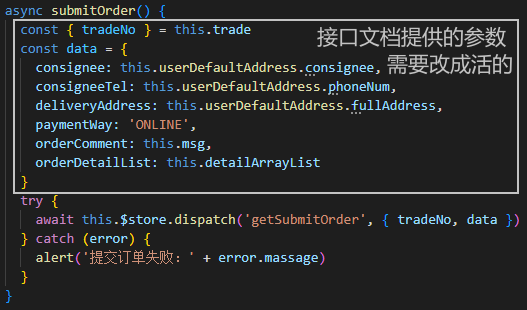 async submitOrder() {
const { tradeNo } = this.trade
接口文档提供的参数
const data = {
consignee: this.userDefaultAddress.consignee,
需要改成活的
consigneeTel: this.userDefaultAddress.phoneNum,
deliveryAddress: this.userDefaultAddress.fullAddress,
paymentWay: 'ONLINE',
orderComment: this.msg,
orderDetailList: this.detailArrayList
}
try {
await this.$store.dispatch('getSubmitOrder', { tradeNo, data })
} catch (error) {
alert('提交订单失败：' + error.massage)
}
}